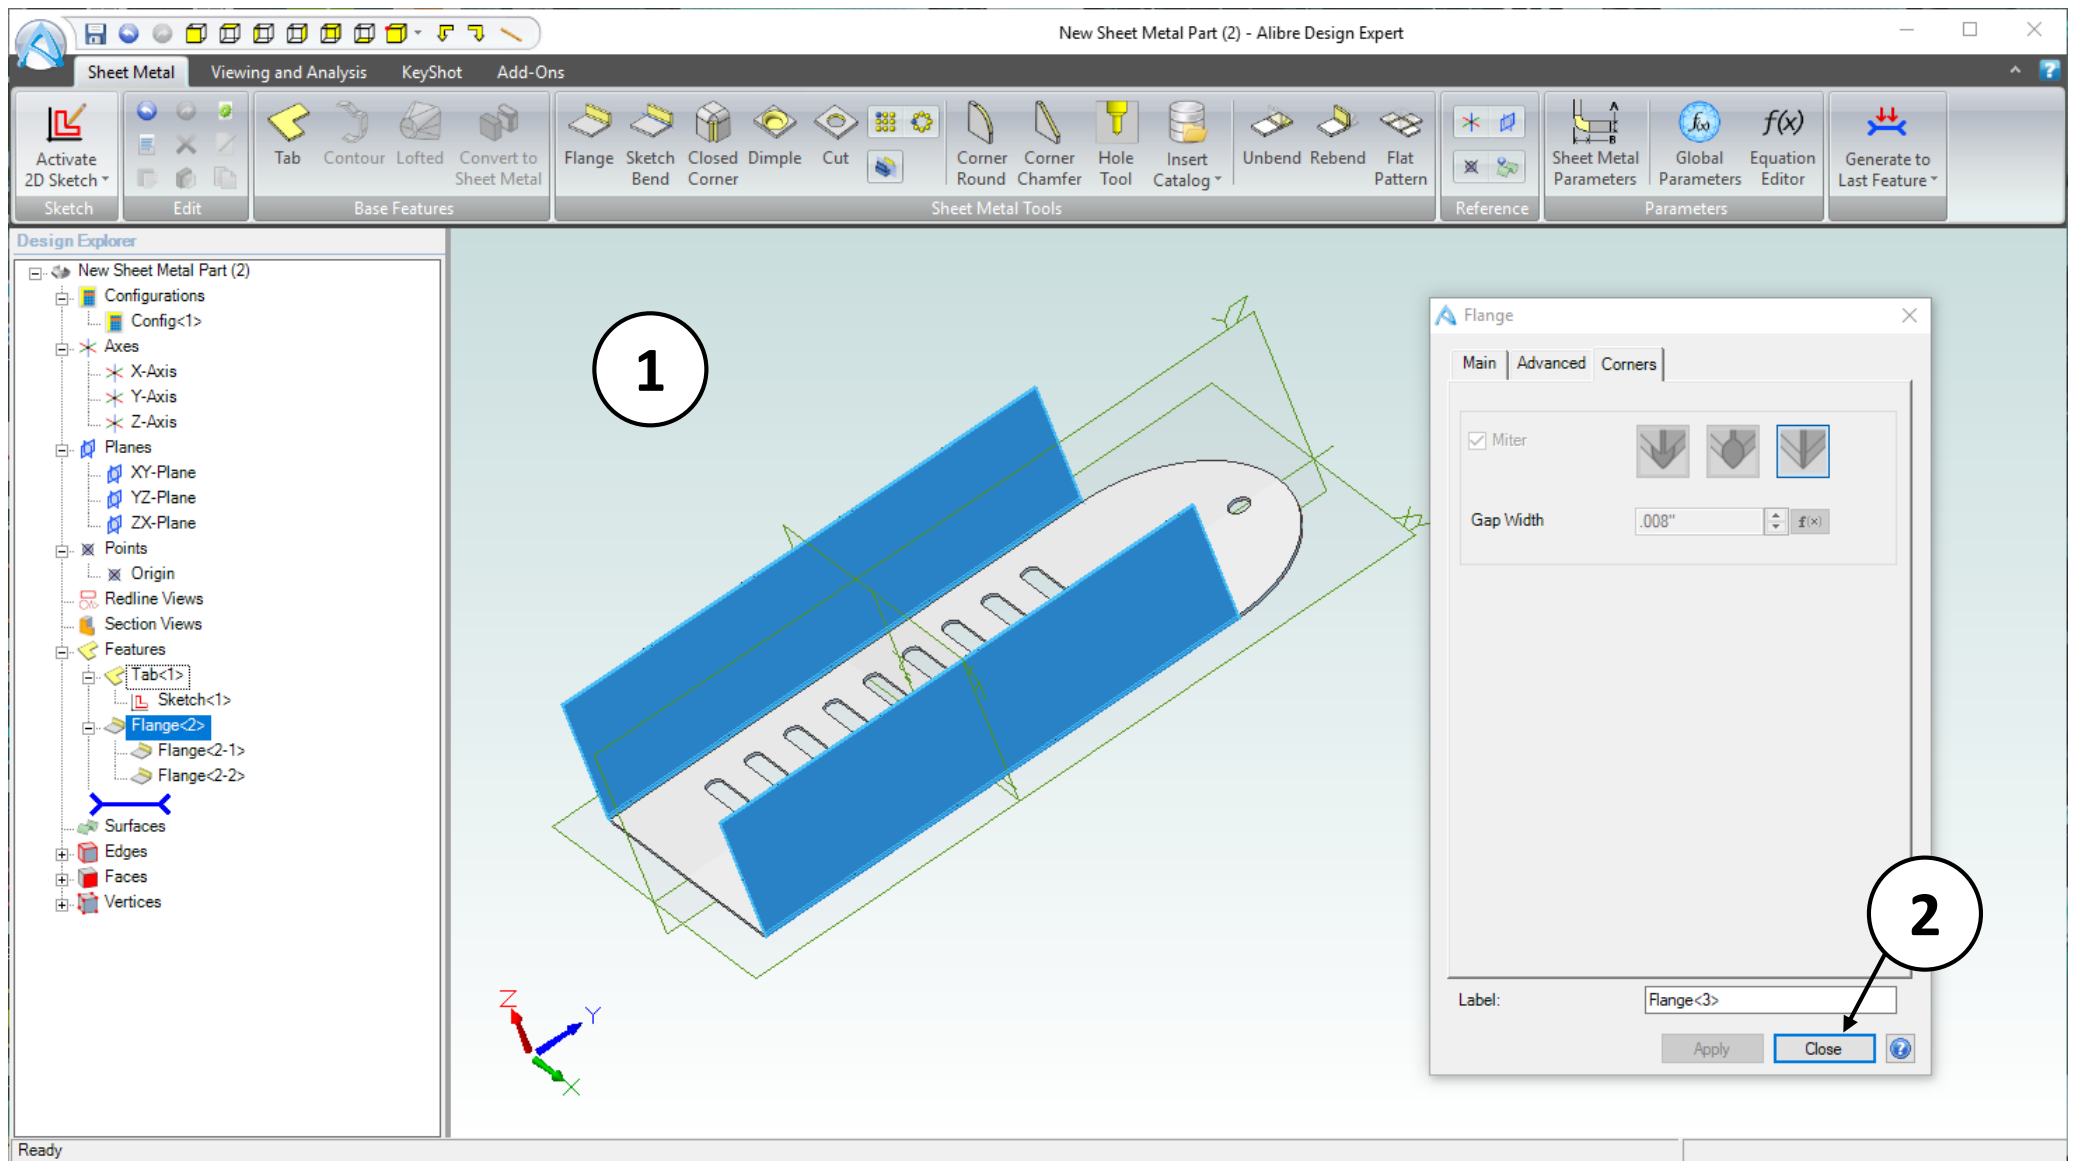 New Sheet Metal Part (2) - Alibre Design Expert
Sheet Metal Viewing and Analysis KeyShot Add-Ons
Activate
2D Sketch
Sketch
Edit
Tab Contour Lofted Convert to
Sheet Metal
Base Features
Flange Sketch
Bend
Closed
Corner
Dimple Cut
Corner
Round
Corner
Chamfer
Hole
Tool
Insert
Catalog
Unbend Rebend Flat
Pattern
Sheet Metal Tools
Reference
A
B
Sheet Metal
Parameters
f(x)
Global
Parameters
f(x)
Equation
Editor
Parameters
Generate to
Last Feature
Design Explorer
New Sheet Metal Part (2)
Configurations
Config<1>
Axes
X-Axis
Y-Axis
Z-Axis
Planes
XY-Plane
YZ-Plane
ZX-Plane
Points
Origin
Redline Views
Section Views
Features
Tab<1>
Sketch<1>
Flange<2>
Flange<2-1>
Flange<2-2>
Surfaces
Edges
Faces
Vertices
1
Z
Y
X
Flange
Main Advanced Corners
Miter
Gap Width .008" f(x)
2
Label: Flange<3>
Apply Close ?
Ready